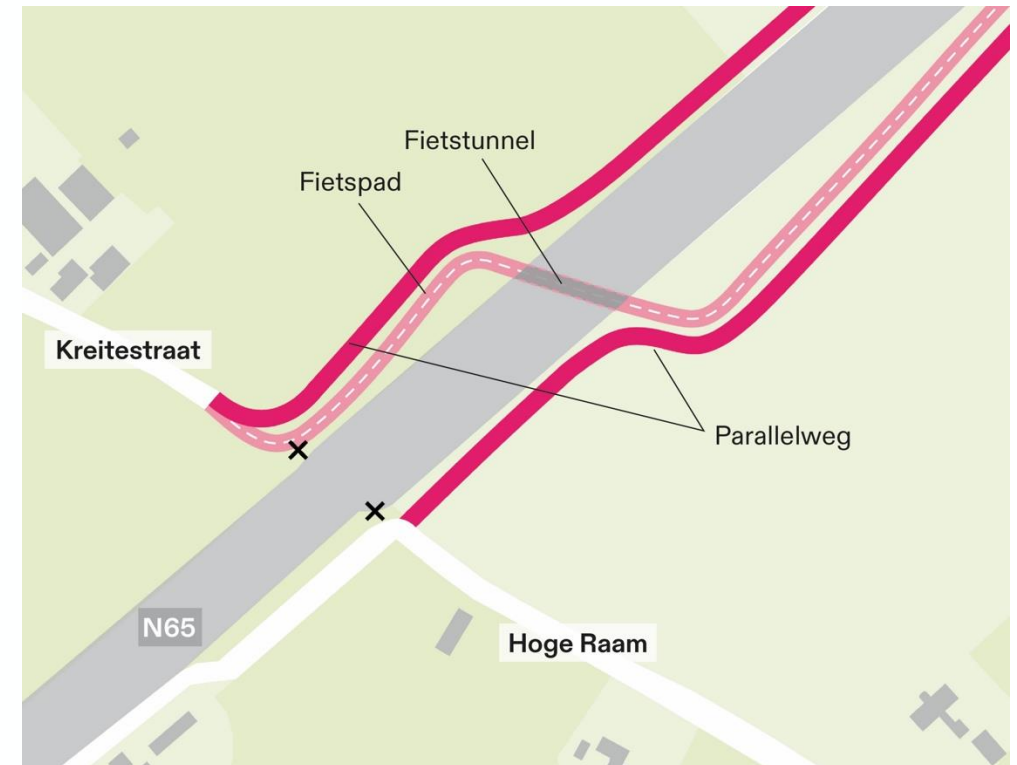 Fietstunnel
Fietspad
Kreitestraat
Parallelweg
N65
Hoge Raam